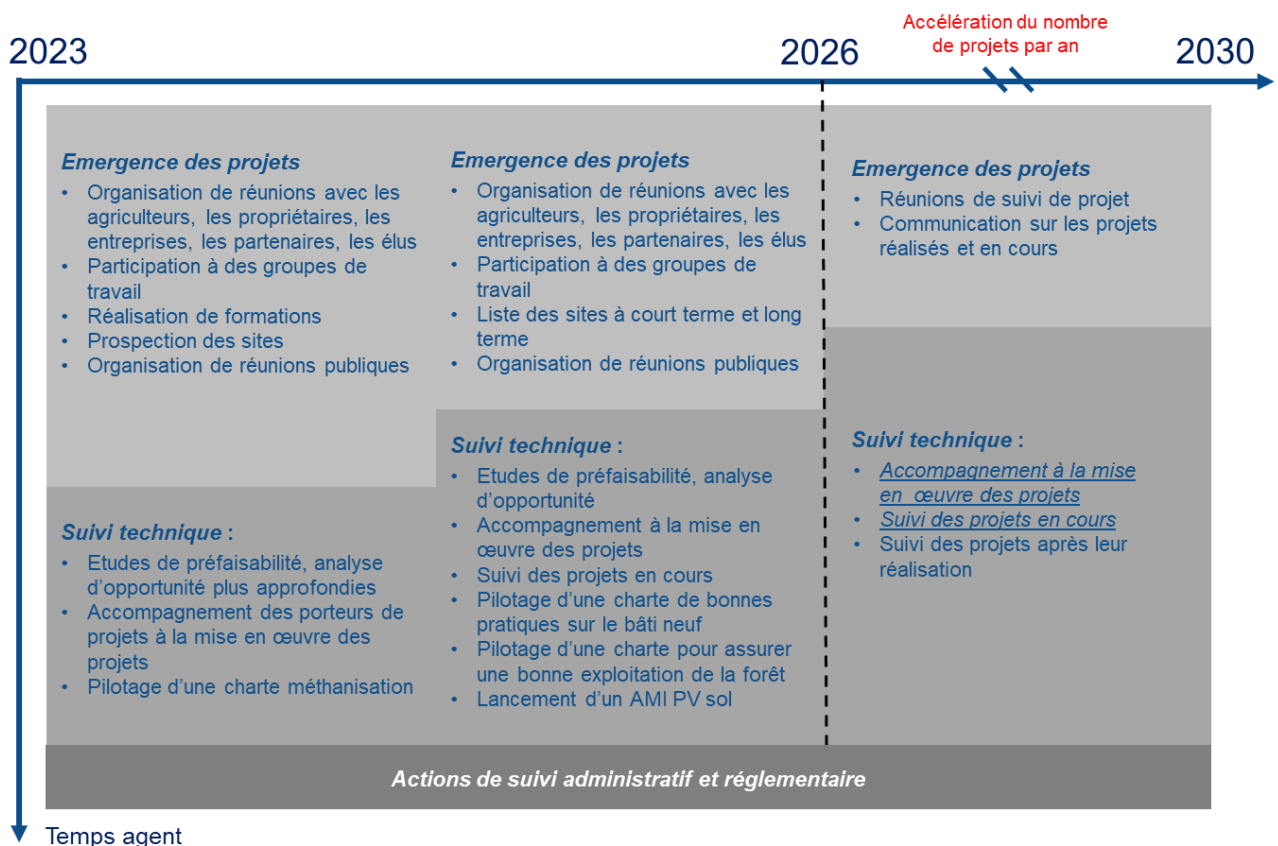 Accélération du nombre
de projets par an
2023
2026
2030
Emergence des projets
• Organisation de réunions avec les
agriculteurs, les propriétaires, les
entreprises, les partenaires, les élus
• Participation à des groupes de
travail
• Réalisation de formations
• Prospection des sites
• Organisation de réunions publiques
Suivi technique :
• Etudes de préfaisabilité, analyse
d’opportunité plus approfondies
• Accompagnement des porteurs de
projets à la mise en œuvre des
projets
• Pilotage d’une charte méthanisation
Emergence des projets
• Organisation de réunions avec les
agriculteurs, les propriétaires, les
entreprises, les partenaires, les élus
• Participation à des groupes de
travail
• Liste des sites à court terme et long
terme
• Organisation de réunions publiques
Suivi technique :
• Etudes de préfaisabilité, analyse
d’opportunité
• Accompagnement à la mise en
œuvre des projets
• Suivi des projets en cours
• Pilotage d’une charte de bonnes
pratiques sur le bâti neuf
• Pilotage d’une charte pour assurer
une bonne exploitation de la forêt
• Lancement d’un AMI PV sol
Emergence des projets
• Réunions de suivi de projet
• Communication sur les projets
réalisés et en cours
Suivi technique :
• Accompagnement à la mise
en œuvre des projets
• Suivi des projets en cours
• Suivi des projets après leur
réalisation
Actions de suivi administratif et réglementaire
Temps agent